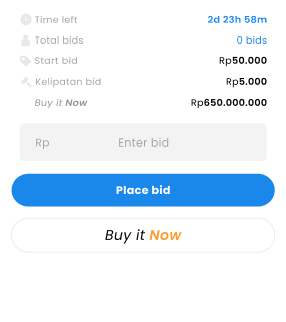 Time left 2d 23h 58m
Total bids 0 bids
Start bid Rp50.000
Kelipatan bid Rp5.000
Buy it Now Rp650.000.000
Rp Enter bid
Place bid
Buy it Now